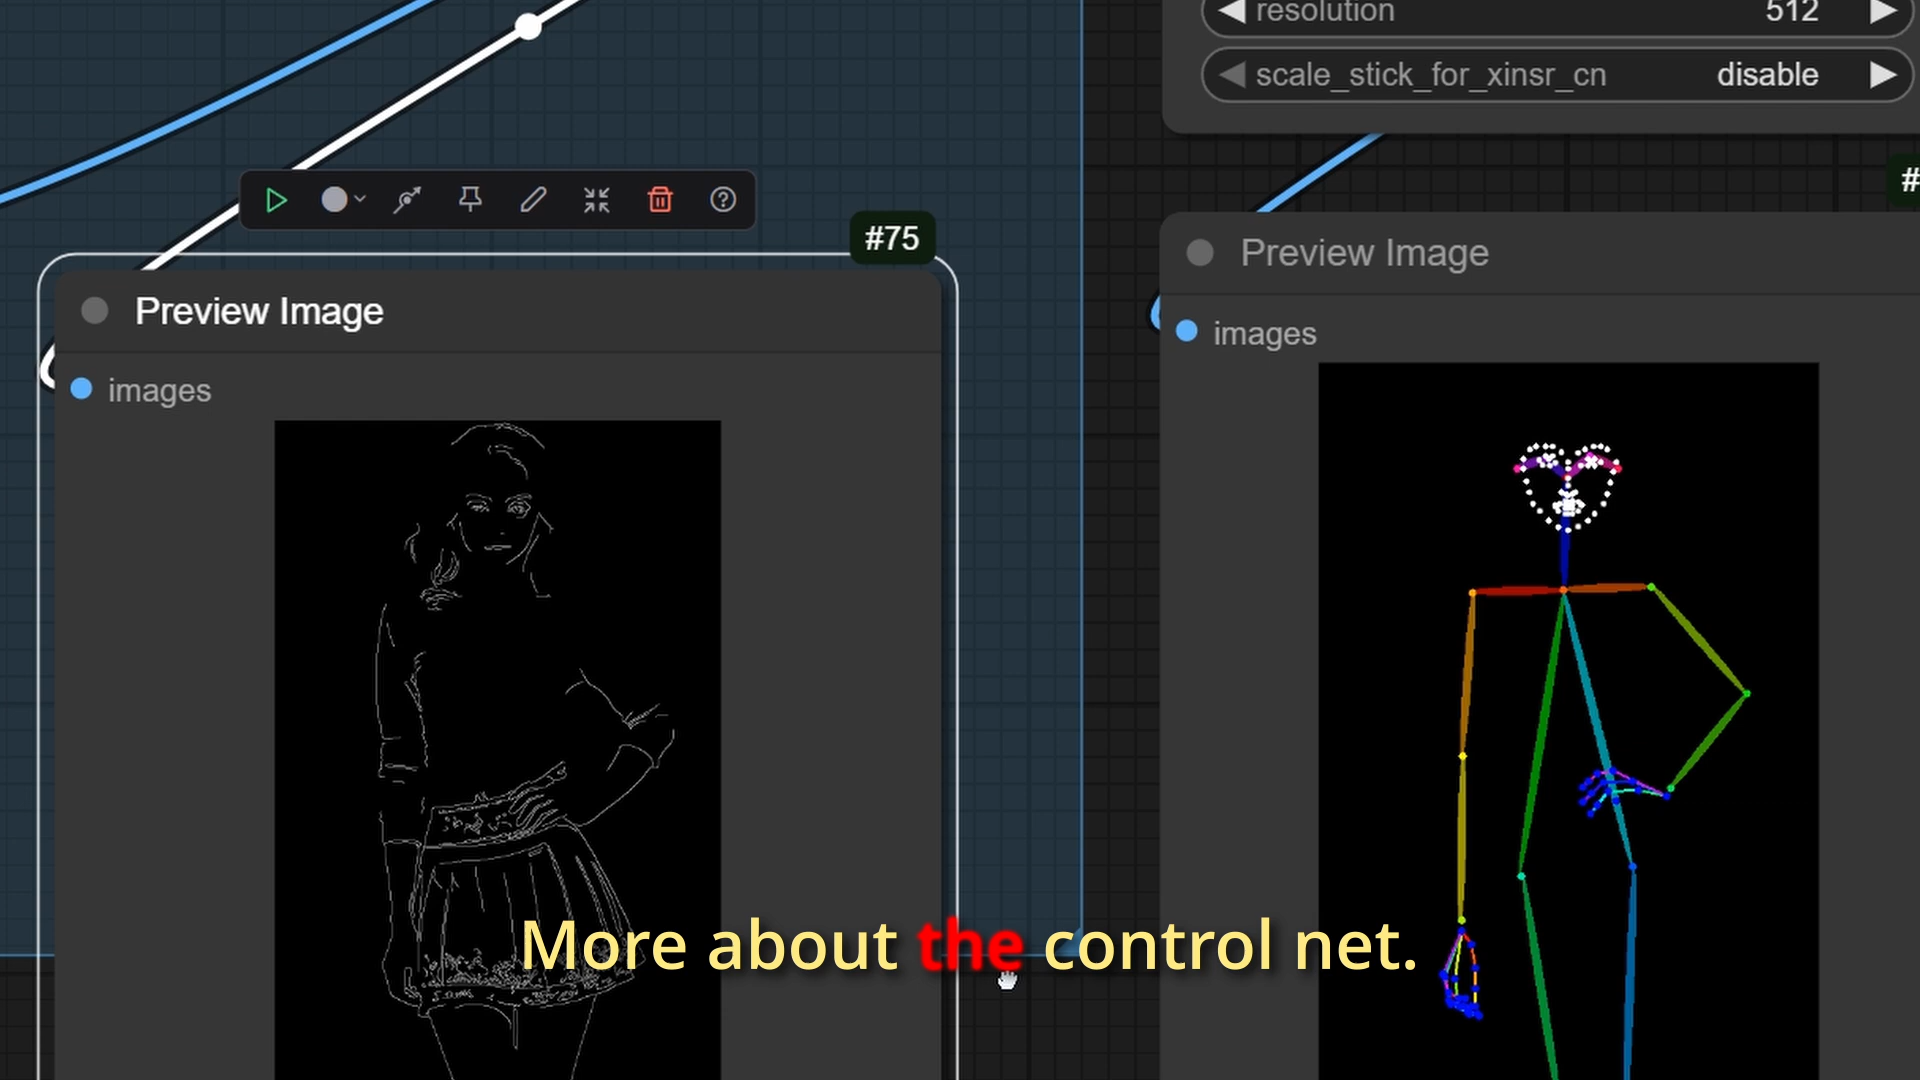 resolution 512
scale_stick_for_xinsr_cn disable
#75
#
Preview Image
images
Preview Image
images
More about the control net.